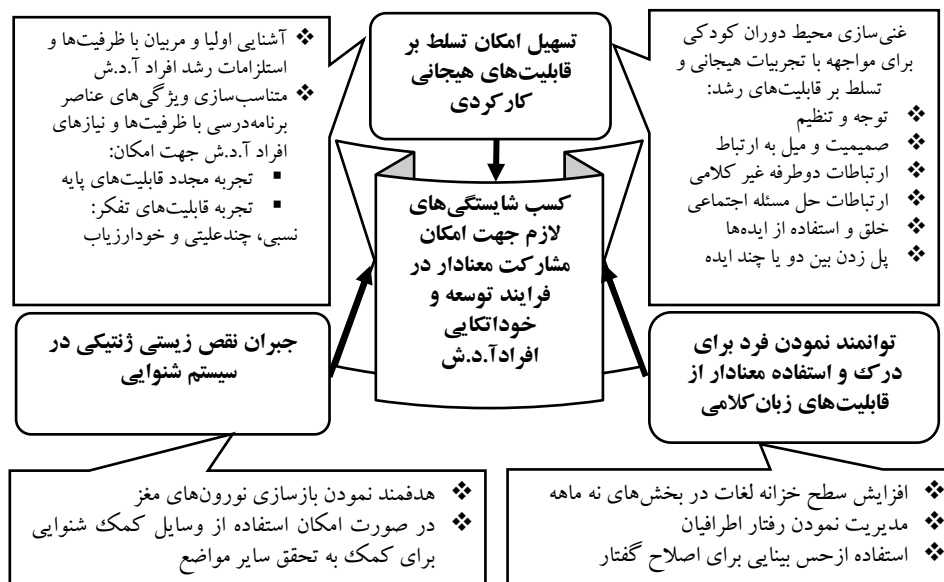 غنی‌سازی محیط دوران کودکی
برای مواجهه با تجربیات هیجانی و
تسلط بر قابلیت‌های رشد:
❖ توجه و تنظیم
❖ صمیمیت و میل به ارتباط
❖ ارتباطات دوطرفه غیر کلامی
❖ ارتباطات حل مسئله اجتماعی
❖ خلق و استفاده از ایده‌ها
❖ پل زدن بین دو یا چند ایده
تسهیل امکان تسلط بر
قابلیت‌های هیجانی
کارکردی
❖ آشنایی اولیا و مربیان با ظرفیت‌ها و
استلزامات رشد افراد آ.د.ش
❖ متناسب‌سازی ویژگی‌های عناصر
برنامه‌درسی با ظرفیت‌ها و نیازهای
افراد آ.د.ش جهت امکان:
▪ تجربه مجدد قابلیت‌های پایه
▪ تجربه قابلیت‌های تفکر:
نسبی، چندعلیتی و خودارزیاب
کسب شایستگی‌های
لازم جهت امکان
مشارکت معنادار در
فرایند توسعه و
خوداتکایی
افرادآ.د.ش
توانمند نمودن فرد برای
درک و استفاده معنادار از
قابلیت‌های زبان‌کلامی
جبران نقص زیستی ژنتیکی در
سیستم شنوایی
❖ افزایش سطح خزانه لغات در بخش‌های نه ماهه
❖ مدیریت نمودن رفتار اطرافیان
❖ استفاده ازحس بینایی برای اصلاح گفتار
❖ هدفمند نمودن بازسازی نورون‌های مغز
❖ در صورت امکان استفاده از وسایل کمک شنوایی
برای کمک به تحقق سایر مواضع